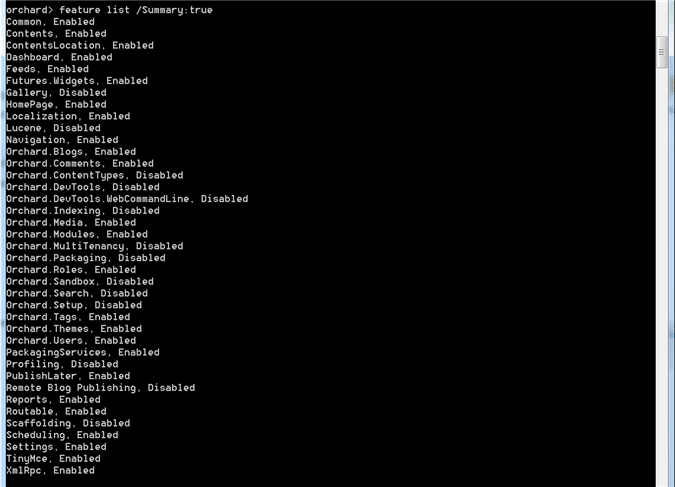 orchard> feature list /Summary:true
Common, Enabled
Contents, Enabled
ContentsLocation, Enabled
Dashboard, Enabled
Feeds, Enabled
Futures.Widgets, Enabled
Gallery, Disabled
HomePage, Enabled
Localization, Enabled
Lucene, Disabled
Navigation, Enabled
Orchard.Blogs, Enabled
Orchard.Comments, Enabled
Orchard.ContentTypes, Disabled
Orchard.DevTools, Disabled
Orchard.DevTools.WebCommandLine, Disabled
Orchard.Indexing, Disabled
Orchard.Media, Enabled
Orchard.Modules, Enabled
Orchard.MultiTenancy, Disabled
Orchard.Packaging, Disabled
Orchard.Roles, Enabled
Orchard.Sandbox, Disabled
Orchard.Search, Disabled
Orchard.Setup, Disabled
Orchard.Tags, Enabled
Orchard.Themes, Enabled
Orchard.Users, Enabled
PackagingServices, Enabled
Profiling, Disabled
PublishLater, Enabled
Remote Blog Publishing, Disabled
Reports, Enabled
Routable, Enabled
Scaffolding, Disabled
Scheduling, Enabled
Settings, Enabled
TinyMce, Enabled
XmlRpc, Enabled